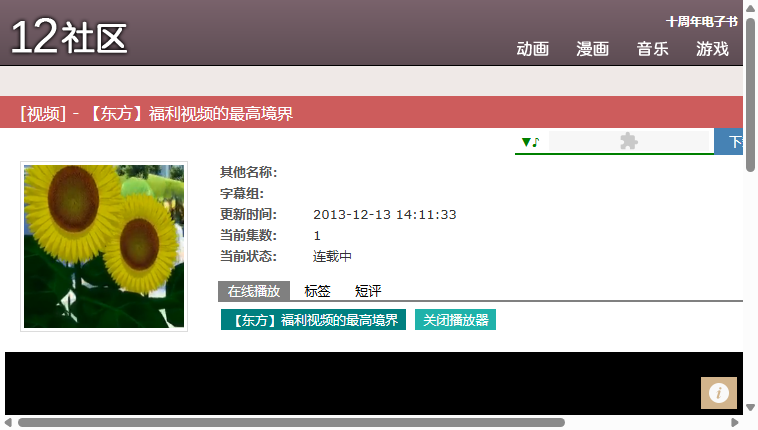 12社区
十周年电子书
动画 漫画 音乐 游戏
[视频] - 【东方】福利视频的最高境界
▼♪
其他名称:
字幕组:
更新时间: 2013-12-13 14:11:33
当前集数: 1
当前状态: 连载中
在线播放 标签 短评
【东方】福利视频的最高境界 关闭播放器
i